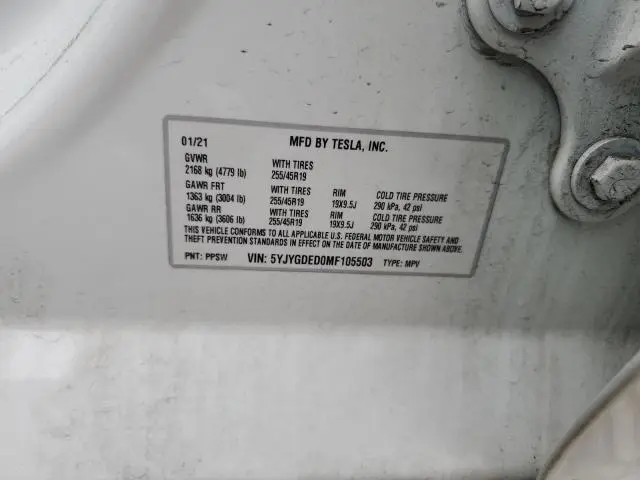 01/21 MFD BY TESLA, INC.
GVWR WITH TIRES
2168 kg (4779 lb) 255/45R19
GAWR FRT WITH TIRES RIM COLD TIRE PRESSURE
1363 kg (3004 lb) 255/45R19 19X9.5J 290 kPa, 42 psi
GAWR RR WITH TIRES RIM COLD TIRE PRESSURE
1636 kg (3606 lb) 255/45R19 19X9.5J 290 kPa, 42 psi
THIS VEHICLE CONFORMS TO ALL APPLICABLE U.S. FEDERAL MOTOR VEHICLE SAFETY AND
THEFT PREVENTION STANDARDS IN EFFECT ON THE DATE OF MANUFACTURE SHOWN ABOVE.
PNT: PPSW VIN: 5YJYGDED0MF105503 TYPE: MPV